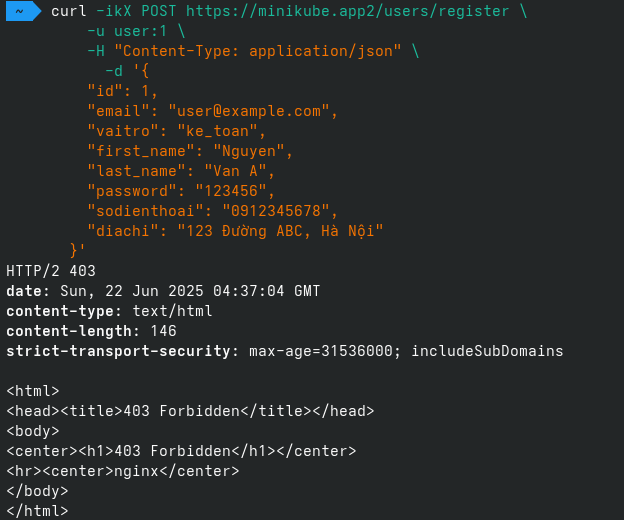 ~ curl -ikX POST https://minikube.app2/users/register \
-u user:1 \
-H "Content-Type: application/json" \
-d '{
"id": 1,
"email": "user@example.com",
"vaitro": "ke_toan",
"first_name": "Nguyen",
"last_name": "Van A",
"password": "123456",
"sodienthoai": "0912345678",
"diachi": "123 Đường ABC, Hà Nội"
}'
HTTP/2 403
date: Sun, 22 Jun 2025 04:37:04 GMT
content-type: text/html
content-length: 146
strict-transport-security: max-age=31536000; includeSubDomains
<html>
<head><title>403 Forbidden</title></head>
<body>
<center><h1>403 Forbidden</h1></center>
<hr><center>nginx</center>
</body>
</html>